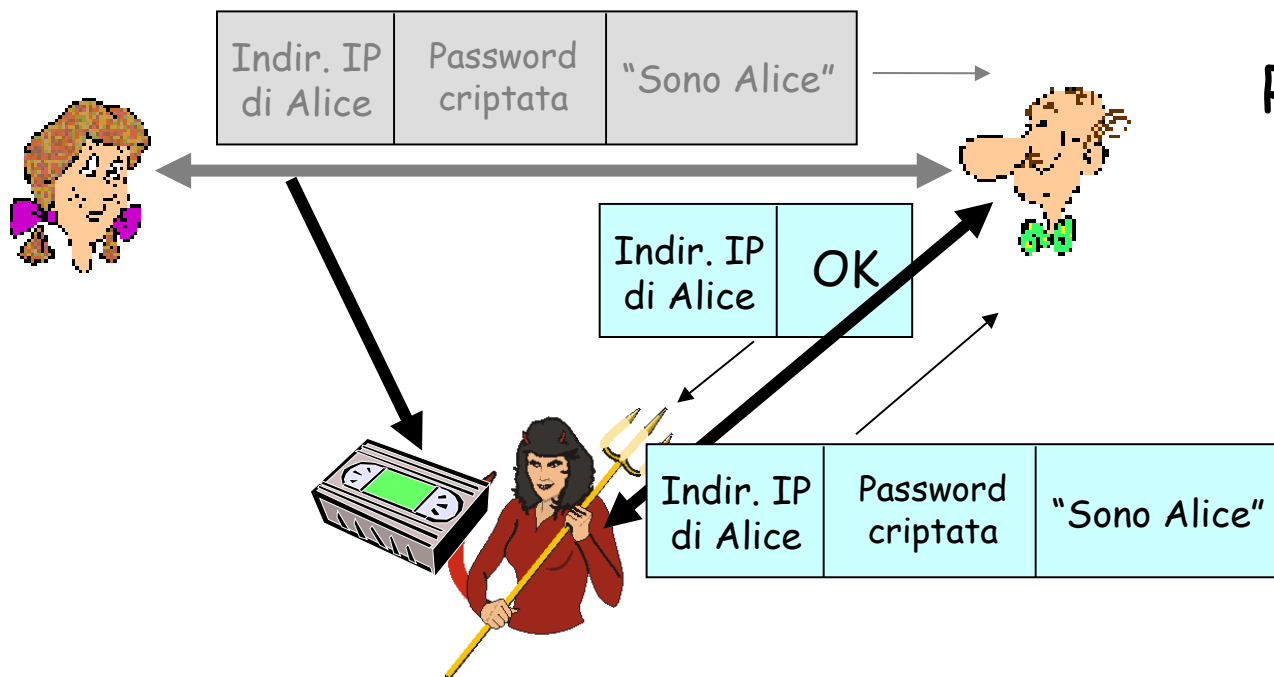 Indir. IP
di Alice
Password
criptata
“Sono Alice”
Indir. IP
di Alice
OK
Indir. IP
di Alice
Password
criptata
“Sono Alice”